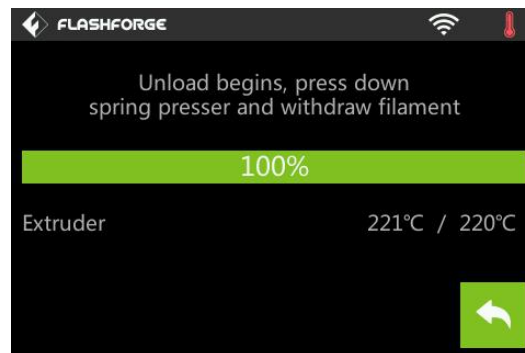 FLASHFORGE
Unload begins, press down
spring presser and withdraw filament
100%
Extruder 221℃ / 220℃